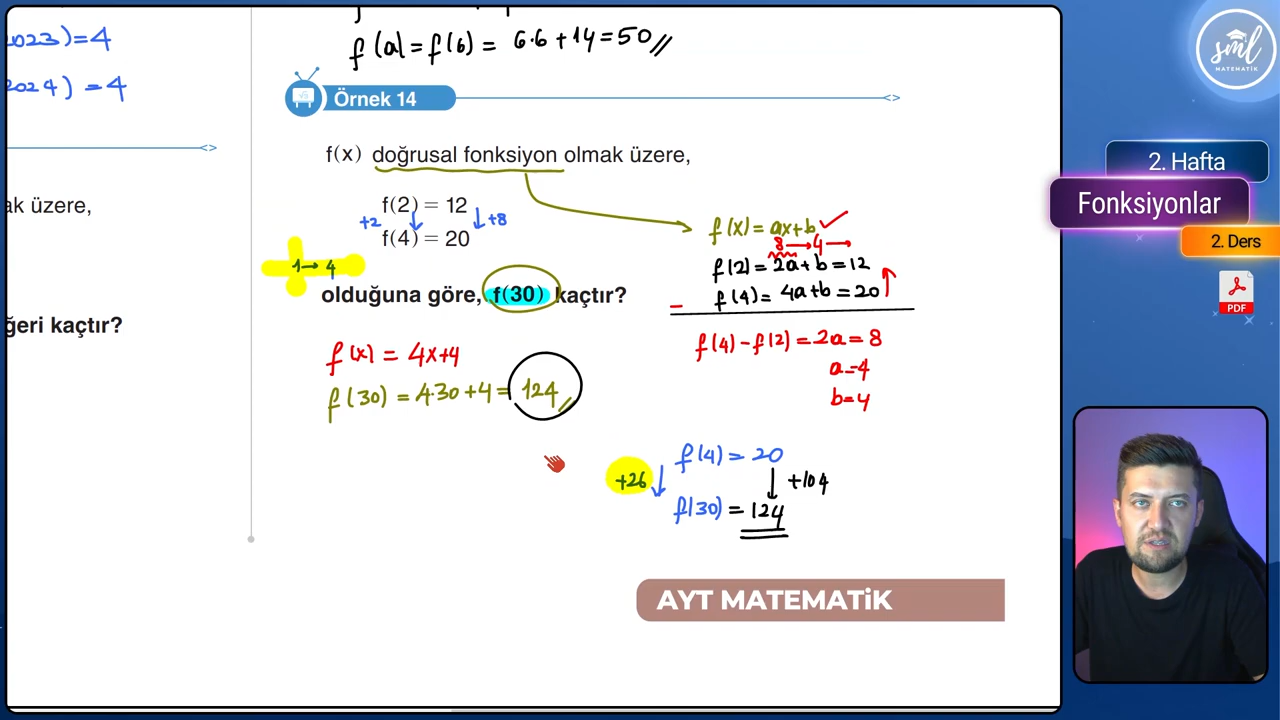 2023)=4
2024) = 4
f(a)=f(6) = 6.6+14=50//
Örnek 14
f(x) doğrusal fonksiyon olmak üzere,
f(2) = 12
+2 +8
f(4) = 20
1→4
olduğuna göre, f(30) kaçtır?
f(x) = 4x+4
f(30) = 4.30+4= 124
ak üzere,
ğeri kaçtır?
f(x)= ax+b
8→4→
f(2)= 2a+b=12
f(4)= 4a+b=20
-
f(4)-f(2)=2a=8
a=4
b=4
f(4)= 20
+26 +104
f(30)=124
AYT MATEMATiK
sml
MATEMATİK
2. Hafta
Fonksiyonlar
2. Ders
PDF